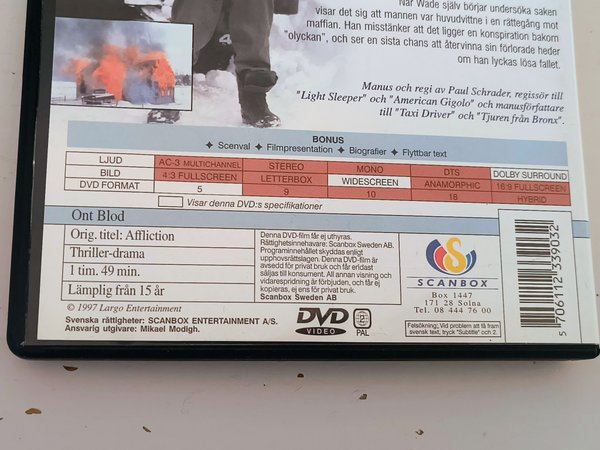 När Wade själv börjar undersöka saken
visar det sig att mannen var huvudvittne i en rättegång mot
maffian. Han misstänker att det ligger en konspiration bakom
"olyckan", och ser en sista chans att återvinna sin förlorade heder
om han lyckas lösa fallet.
Manus och regi av Paul Schrader, regissör till
"Light Sleeper" och "American Gigolo" och manusförfattare
till "Taxi Driver" och "Tjuren från Bronx".
BONUS
Scenval Filmpresentation Biografier Flyttbar text
LJUD AC-3 MULTICHANNEL STEREO MONO DTS DOLBY SURROUND
BILD 4:3 FULLSCREEN LETTERBOX WIDESCREEN ANAMORPHIC 16:9 FULLSCREEN
DVD FORMAT 5 9 10 18 HYBRID
Visar denna DVD:s specifikationer
Ont Blod
Orig. titel: Affliction
Thriller-drama
1 tim. 49 min.
Lämplig från 15 år
© 1997 Largo Entertainment
Svenska rättigheter: SCANBOX ENTERTAINMENT A/S.
Ansvarig utgivare: Mikael Modigh.
Denna DVD-film får ej uthyras.
Rättighetsinnehavare: Scanbox Sweden AB.
Programinnehållet skyddas enligt
upphovsrättslagen. Denna DVD-film är
avsedd för privat bruk och får endast
säljas till konsument. All annan visning och
vidarespridning är förbjuden, och får ej
kopieras, ej ens för privat bruk.
Scanbox Sweden AB
DVD
VIDEO
2
PAL
S
SCANBOX
Box 1447
171 28 Solna
Tel. 08 444 76 00
Felsökning; Vid problem att få fram
svensk text, tryck "Subtitle" och 2.
5 706112 339032